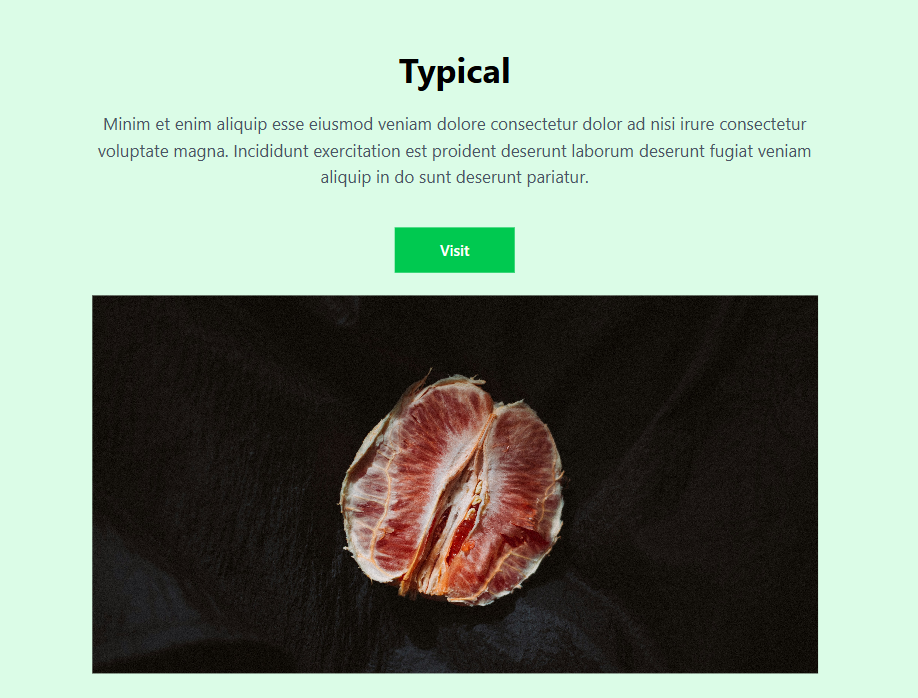 Typical
Minim et enim aliquip esse eiusmod veniam dolore consectetur dolor ad nisi irure consectetur
voluptate magna. Incididunt exercitation est proident deserunt laborum deserunt fugiat veniam
aliquip in do sunt deserunt pariatur.
Visit